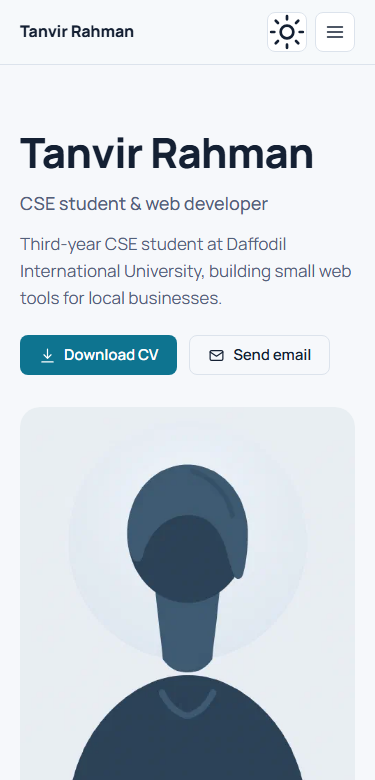 Tanvir Rahman
Tanvir Rahman
CSE student & web developer
Third-year CSE student at Daffodil
International University, building small web
tools for local businesses.
Download CV
Send email